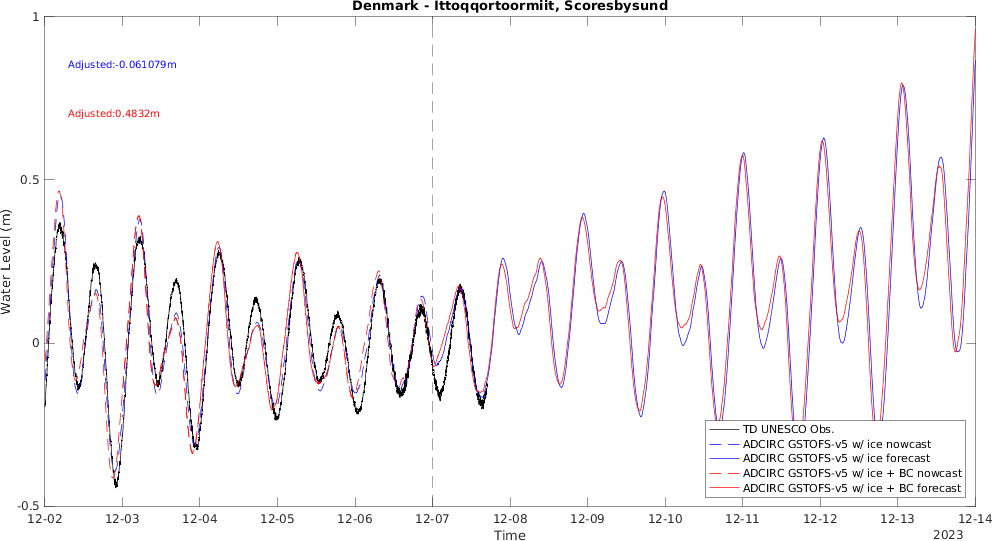 Denmark - Ittoqqortoormiit, Scoresbysund
1
Adjusted:-0.061079m
Adjusted:0.4832m
0.5
Water Level (m)
0
TD UNESCO Obs.
ADCIRC GSTOFS-v5 w/ ice nowcast
ADCIRC GSTOFS-v5 w/ ice forecast
ADCIRC GSTOFS-v5 w/ ice + BC nowcast
ADCIRC GSTOFS-v5 w/ ice + BC forecast
-0.5
12-02 12-03 12-04 12-05 12-06 12-07 12-08 12-09 12-10 12-11 12-12 12-13 12-14
Time
2023